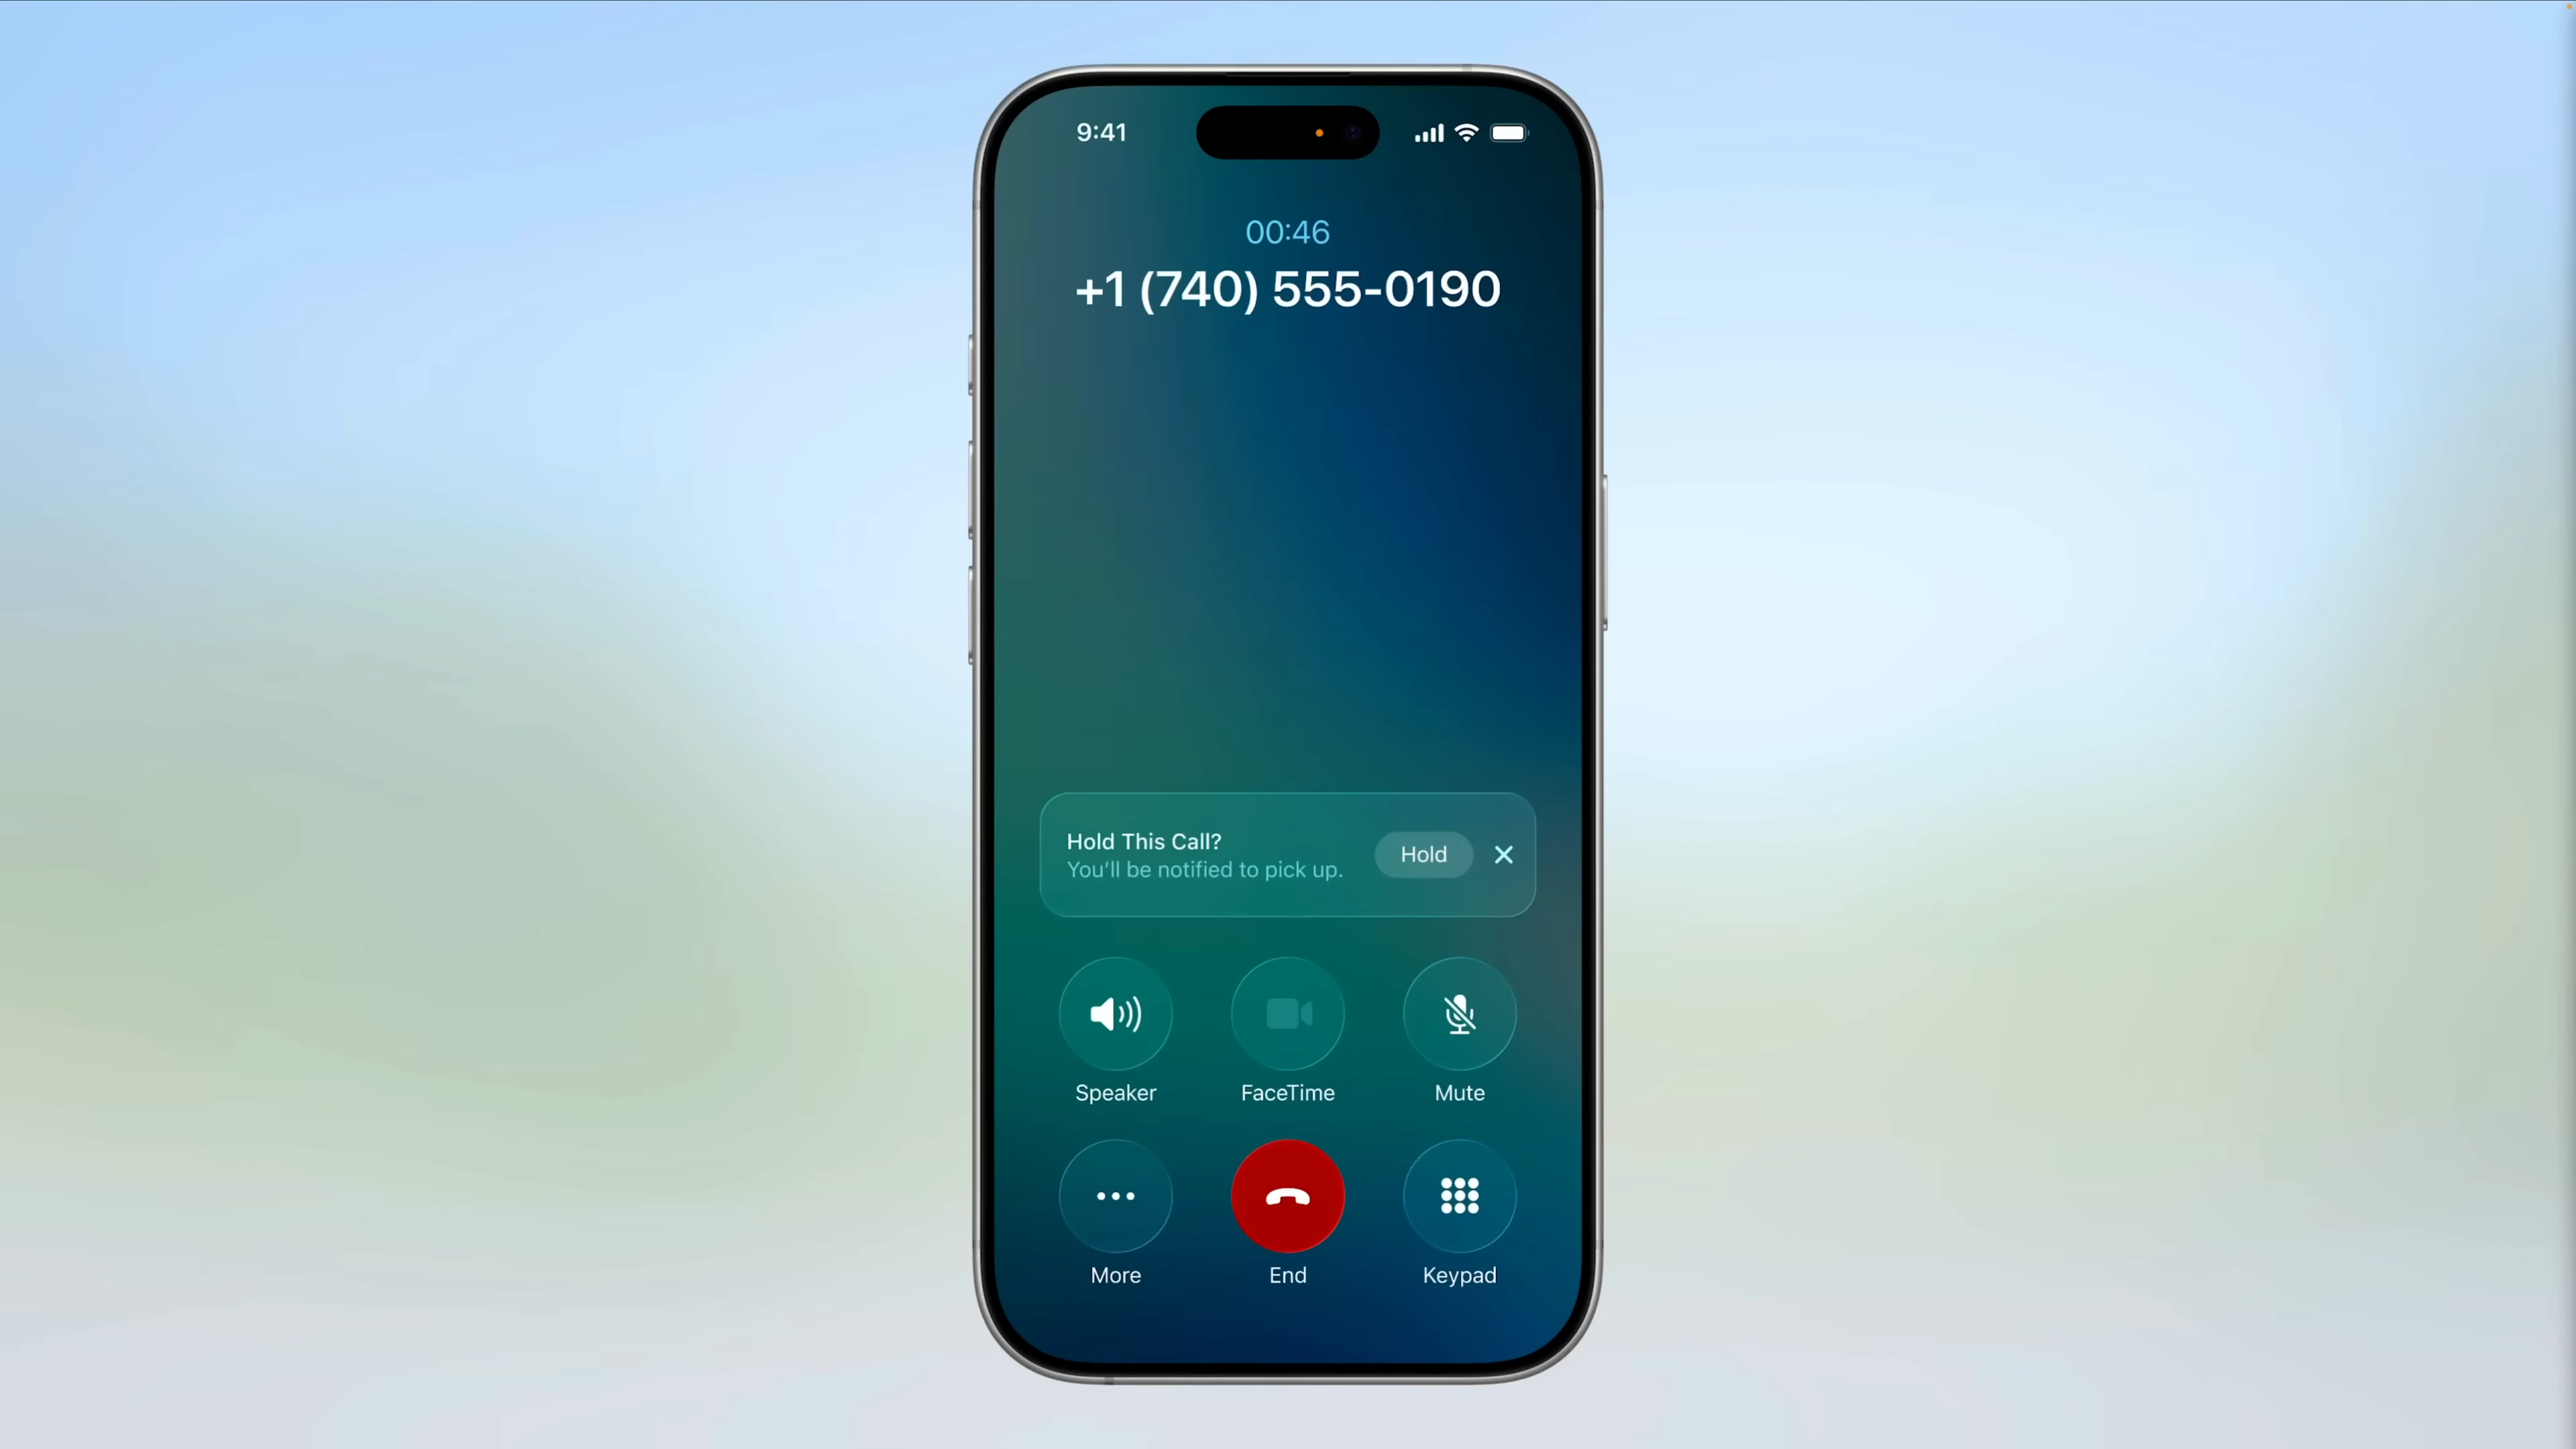 9:41
00:46
+1 (740) 555-0190
Hold This Call?
You'll be notified to pick up.
Hold
Speaker
FaceTime
Mute
More
End
Keypad